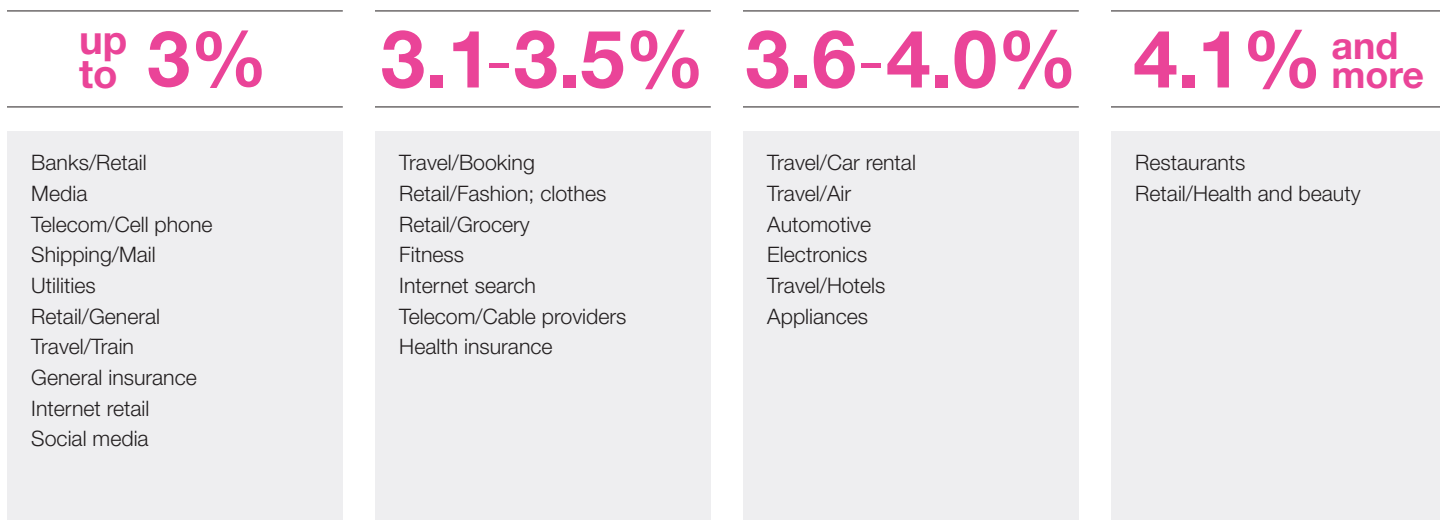 up to 3%
Banks/Retail
Media
Telecom/Cell phone
Shipping/Mail
Utilities
Retail/General
Travel/Train
General insurance
Internet retail
Social media
3.1-3.5%
Travel/Booking
Retail/Fashion; clothes
Retail/Grocery
Fitness
Internet search
Telecom/Cable providers
Health insurance
3.6-4.0%
Travel/Car rental
Travel/Air
Automotive
Electronics
Travel/Hotels
Appliances
4.1% and more
Restaurants
Retail/Health and beauty